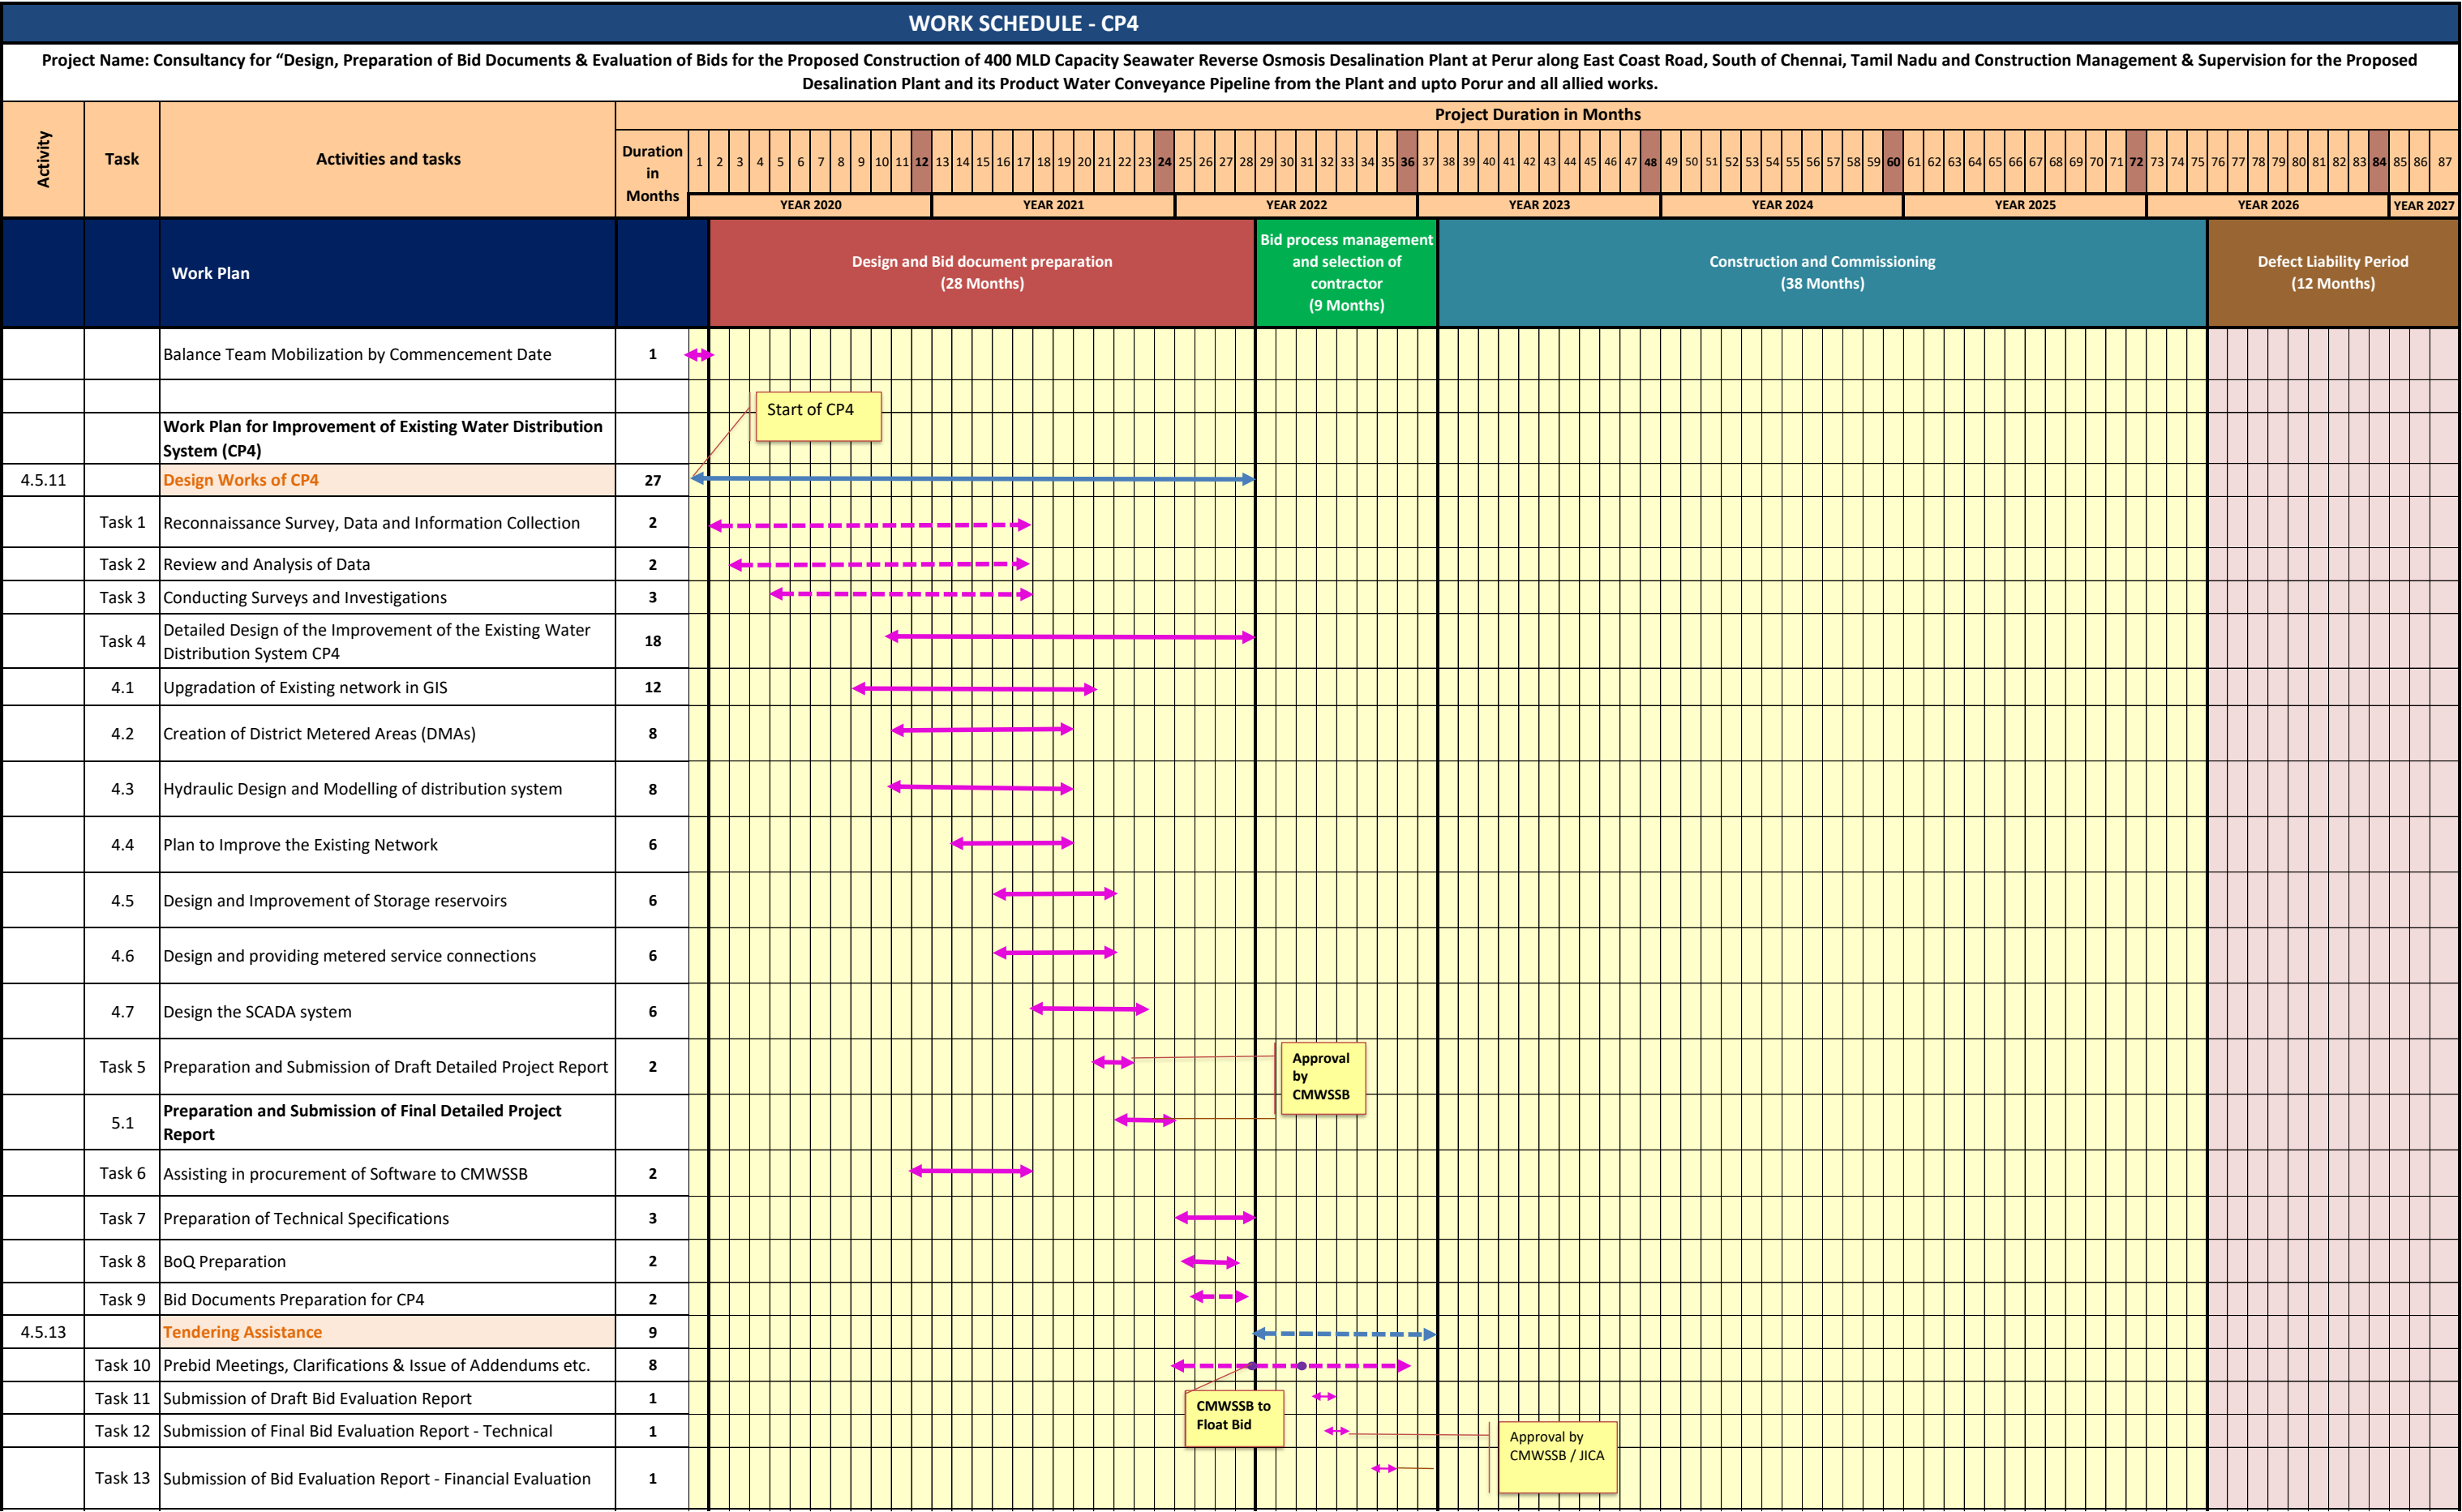 WORK SCHEDULE - CP4
Project Name: Consultancy for “Design, Preparation of Bid Documents & Evaluation of Bids for the Proposed Construction of 400 MLD Capacity Seawater Reverse Osmosis Desalination Plant at Perur along East Coast Road, South of Chennai, Tamil Nadu and Construction Management & Supervision for the Proposed
Desalination Plant and its Product Water Conveyance Pipeline from the Plant and upto Porur and all allied works.
Activity
Task
Activities and tasks
Duration
in
Months
Project Duration in Months
1 2 3 4 5 6 7 8 9 10 11 12 13 14 15 16 17 18 19 20 21 22 23 24 25 26 27 28 29 30 31 32 33 34 35 36 37 38 39 40 41 42 43 44 45 46 47 48 49 50 51 52 53 54 55 56 57 58 59 60 61 62 63 64 65 66 67 68 69 70 71 72 73 74 75 76 77 78 79 80 81 82 83 84 85 86 87
YEAR 2020 YEAR 2021 YEAR 2022 YEAR 2023 YEAR 2024 YEAR 2025 YEAR 2026 YEAR 2027
Work Plan
Design and Bid document preparation
(28 Months)
Bid process management
and selection of
contractor
(9 Months)
Construction and Commissioning
(38 Months)
Defect Liability Period
(12 Months)
Balance Team Mobilization by Commencement Date 1
Start of CP4
Work Plan for Improvement of Existing Water Distribution
System (CP4)
4.5.11 Design Works of CP4 27
Task 1 Reconnaissance Survey, Data and Information Collection 2
Task 2 Review and Analysis of Data 2
Task 3 Conducting Surveys and Investigations 3
Task 4 Detailed Design of the Improvement of the Existing Water
Distribution System CP4 18
4.1 Upgradation of Existing network in GIS 12
4.2 Creation of District Metered Areas (DMAs) 8
4.3 Hydraulic Design and Modelling of distribution system 8
4.4 Plan to Improve the Existing Network 6
4.5 Design and Improvement of Storage reservoirs 6
4.6 Design and providing metered service connections 6
4.7 Design the SCADA system 6
Task 5 Preparation and Submission of Draft Detailed Project Report 2
Approval
by
CMWSSB
5.1 Preparation and Submission of Final Detailed Project
Report
Task 6 Assisting in procurement of Software to CMWSSB 2
Task 7 Preparation of Technical Specifications 3
Task 8 BoQ Preparation 2
Task 9 Bid Documents Preparation for CP4 2
4.5.13 Tendering Assistance 9
Task 10 Prebid Meetings, Clarifications & Issue of Addendums etc. 8
Task 11 Submission of Draft Bid Evaluation Report 1
CMWSSB to
Float Bid
Task 12 Submission of Final Bid Evaluation Report - Technical 1
Approval by
CMWSSB / JICA
Task 13 Submission of Bid Evaluation Report - Financial Evaluation 1